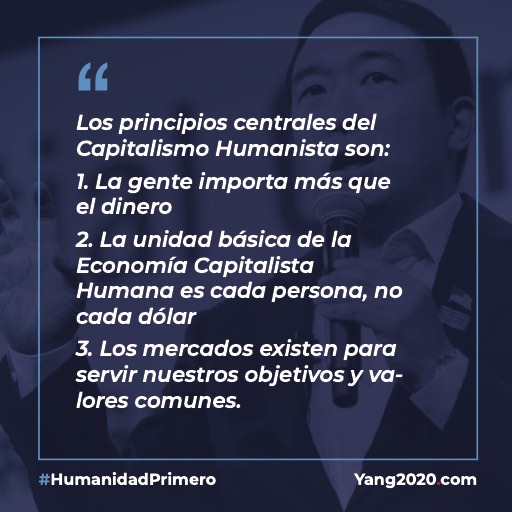 “
Los principios centrales del
Capitalismo Humanista son:
1. La gente importa más que
el dinero
2. La unidad básica de la
Economía Capitalista
Humana es cada persona, no
cada dólar
3. Los mercados existen para
servir nuestros objetivos y va-
lores comunes.
#HumanidadPrimero
Yang2020.com